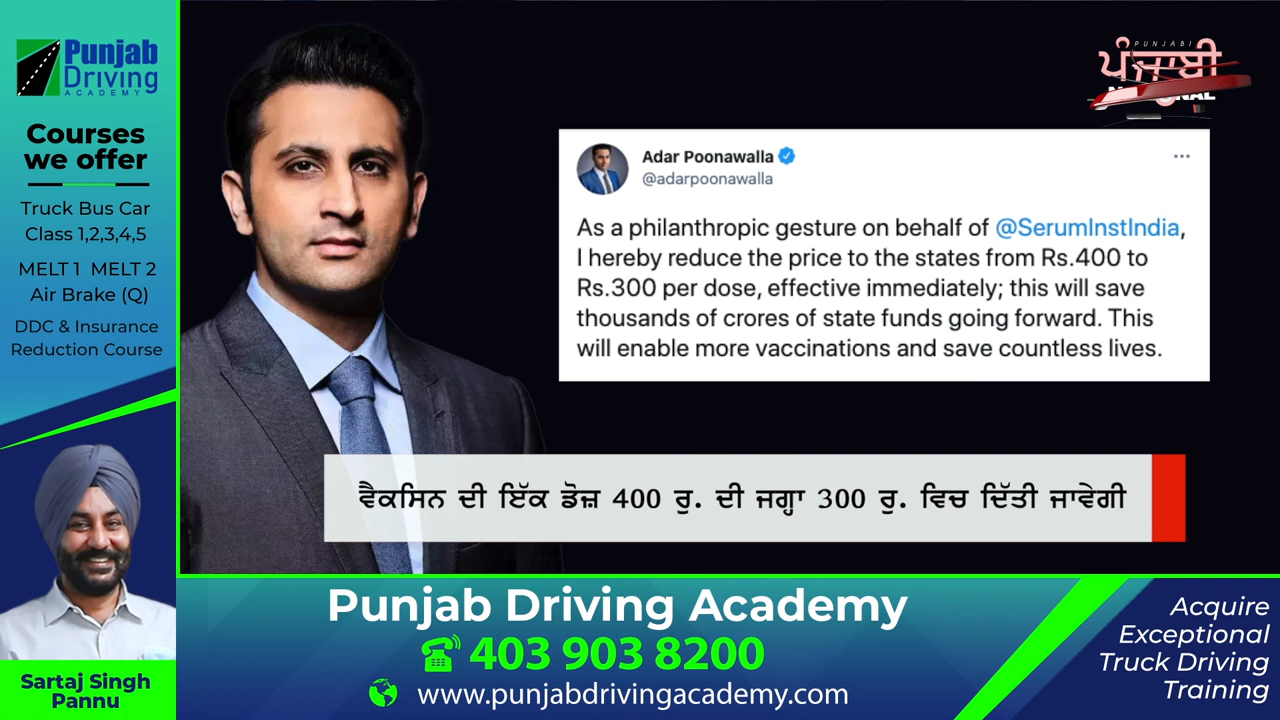 Punjab
Driving
ACADEMY
Courses
we offer
Truck Bus Car
Class 1,2,3,4,5
MELT 1 MELT 2
Air Brake (Q)
DDC & Insurance
Reduction Course
Sartaj Singh
Pannu
PUNJABI
ਪੰਜਾਬੀ
Adar Poonawalla
@adarpoonawalla
As a philanthropic gesture on behalf of @SerumInstIndia,
I hereby reduce the price to the states from Rs.400 to
Rs.300 per dose, effective immediately; this will save
thousands of crores of state funds going forward. This
will enable more vaccinations and save countless lives.
ਵੈਕਸਿਨ ਦੀ ਇੱਕ ਡੋਜ਼ 400 ਰੁ. ਦੀ ਜਗ੍ਹਾ 300 ਰੁ. ਵਿਚ ਦਿੱਤੀ ਜਾਵੇਗੀ
Punjab Driving Academy
403 903 8200
www.punjabdrivingacademy.com
Acquire
Exceptional
Truck Driving
Training